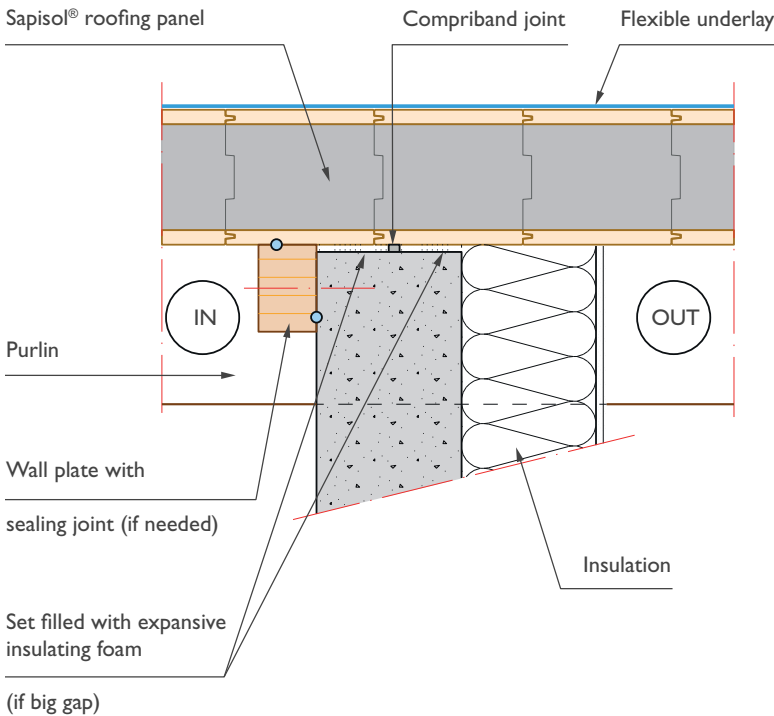 Sapisol® roofing panel
Compriband joint
Flexible underlay
IN
OUT
Purlin
Wall plate with
sealing joint (if needed)
Insulation
Set filled with expansive
insulating foam
(if big gap)